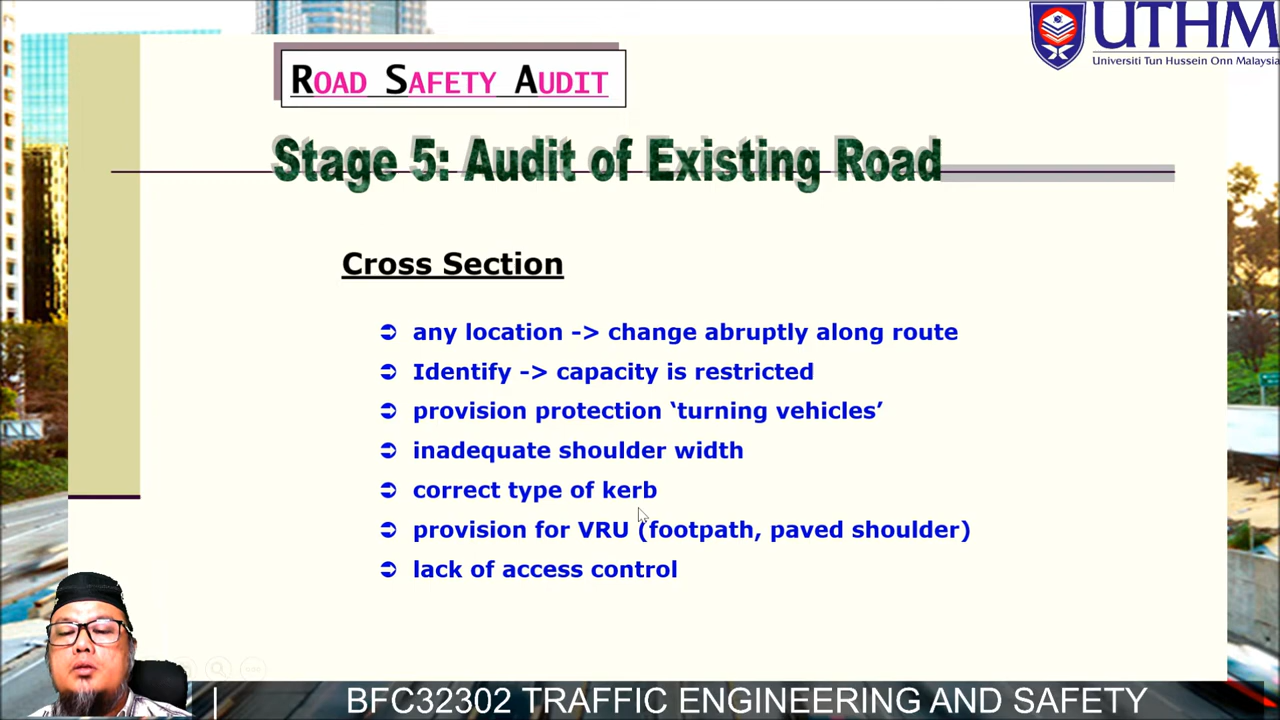 UTHM
Universiti Tun Hussein Onn Malaysia
ROAD SAFETY AUDIT
Stage 5: Audit of Existing Road
Cross Section
➲ any location -> change abruptly along route
➲ Identify -> capacity is restricted
➲ provision protection ‘turning vehicles’
➲ inadequate shoulder width
➲ correct type of kerb
➲ provision for VRU (footpath, paved shoulder)
➲ lack of access control
BFC32302 TRAFFIC ENGINEERING AND SAFETY